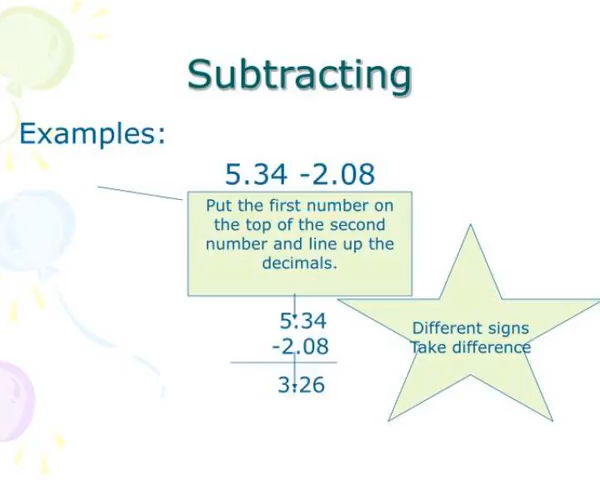 Subtracting
Examples:
5.34 -2.08
Put the first number on
the top of the second
number and line up the
decimals.
5.34
-2.08
3.26
Different signs
Take difference